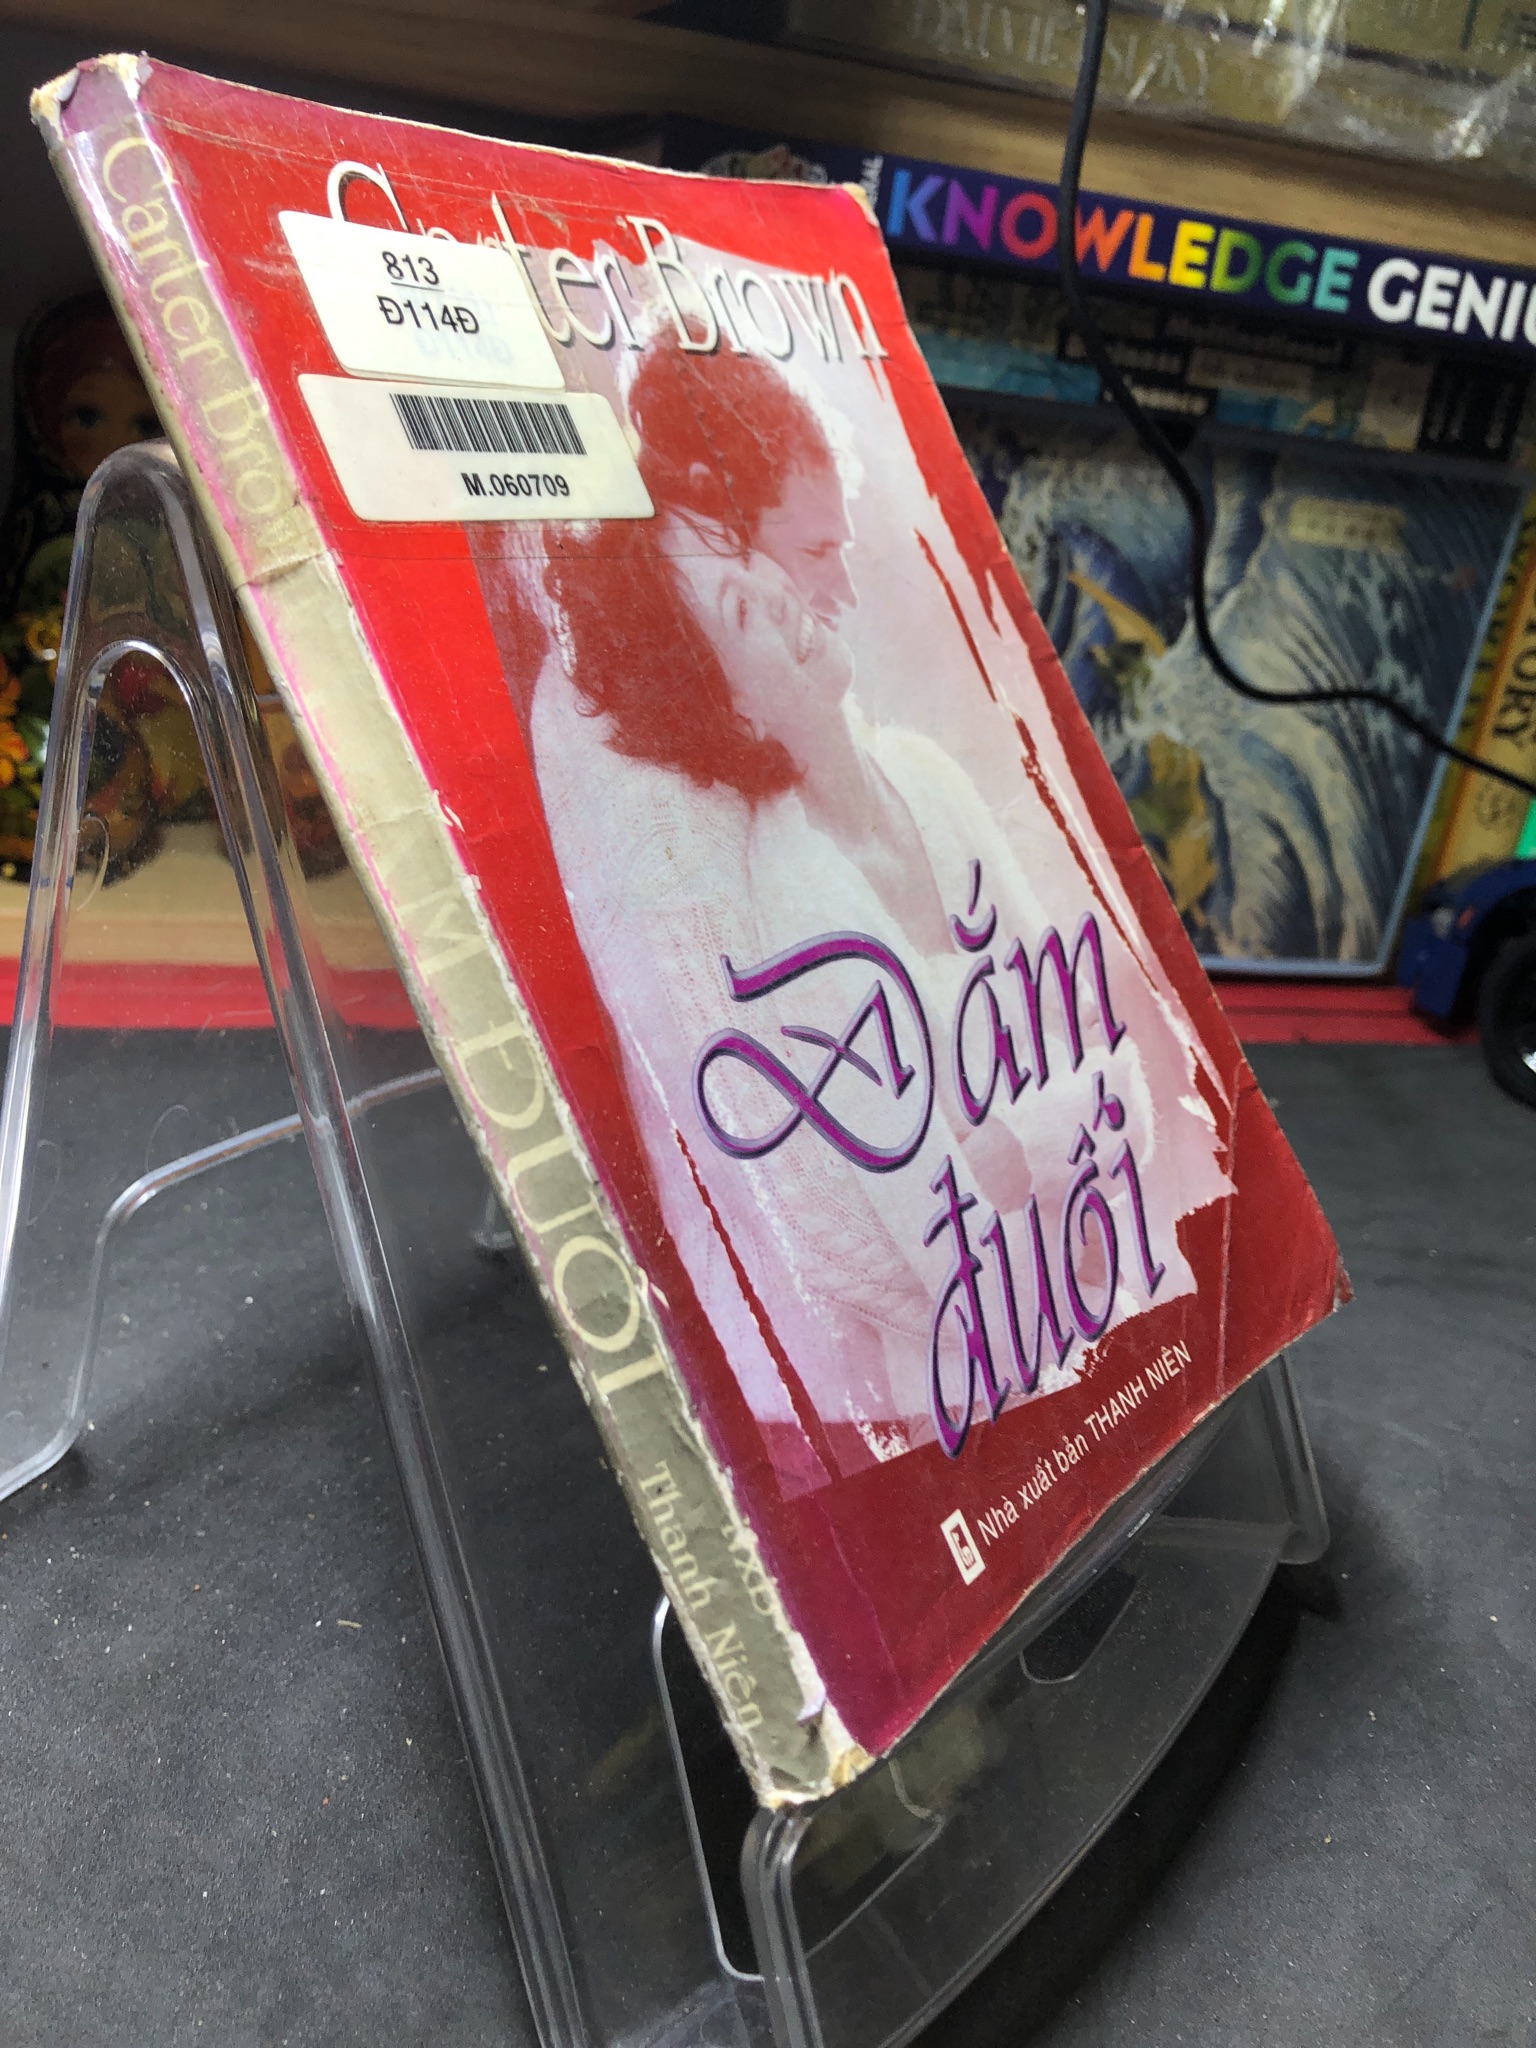 Carter Brown
813
Đ114Đ
M.060709
Đắm
đuối
Nhà xuất bản THANH NIÊN
Carter Brown
M ĐUỐI
Nxb
Thanh Niên
KNOWLEDGE GENIU